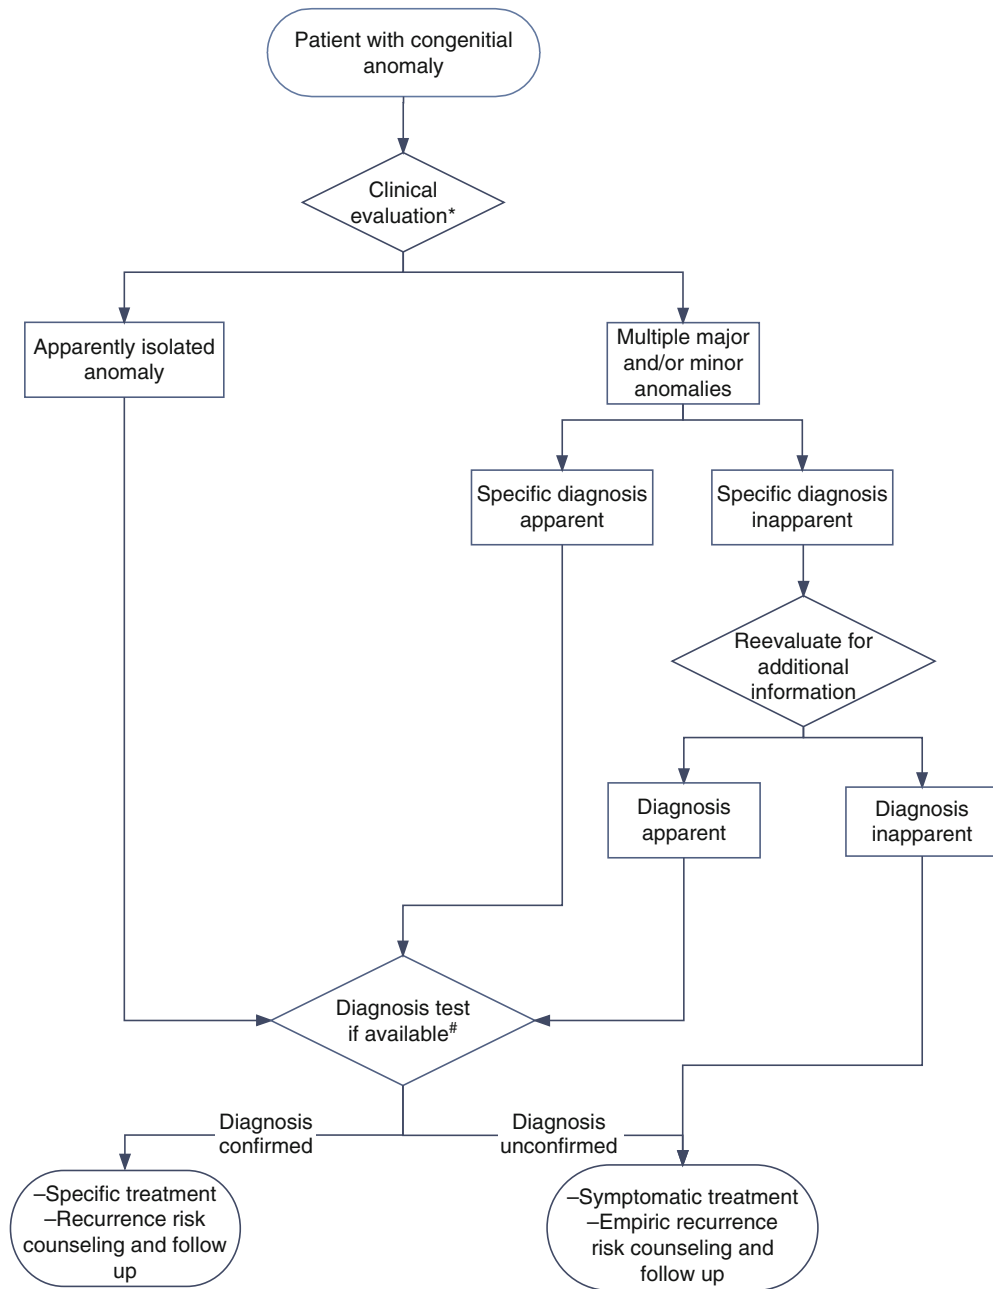 Patient with congenitial
anomaly
Clinical
evaluation*
Apparently isolated
anomaly
Multiple major
and/or minor
anomalies
Specific diagnosis
apparent
Specific diagnosis
inapparent
Reevaluate for
additional
information
Diagnosis
apparent
Diagnosis
inapparent
Diagnosis test
if available#
Diagnosis
confirmed
Diagnosis
unconfirmed
–Specific treatment
–Recurrence risk
counseling and follow
up
–Symptomatic treatment
–Empiric recurrence
risk counseling and
follow up